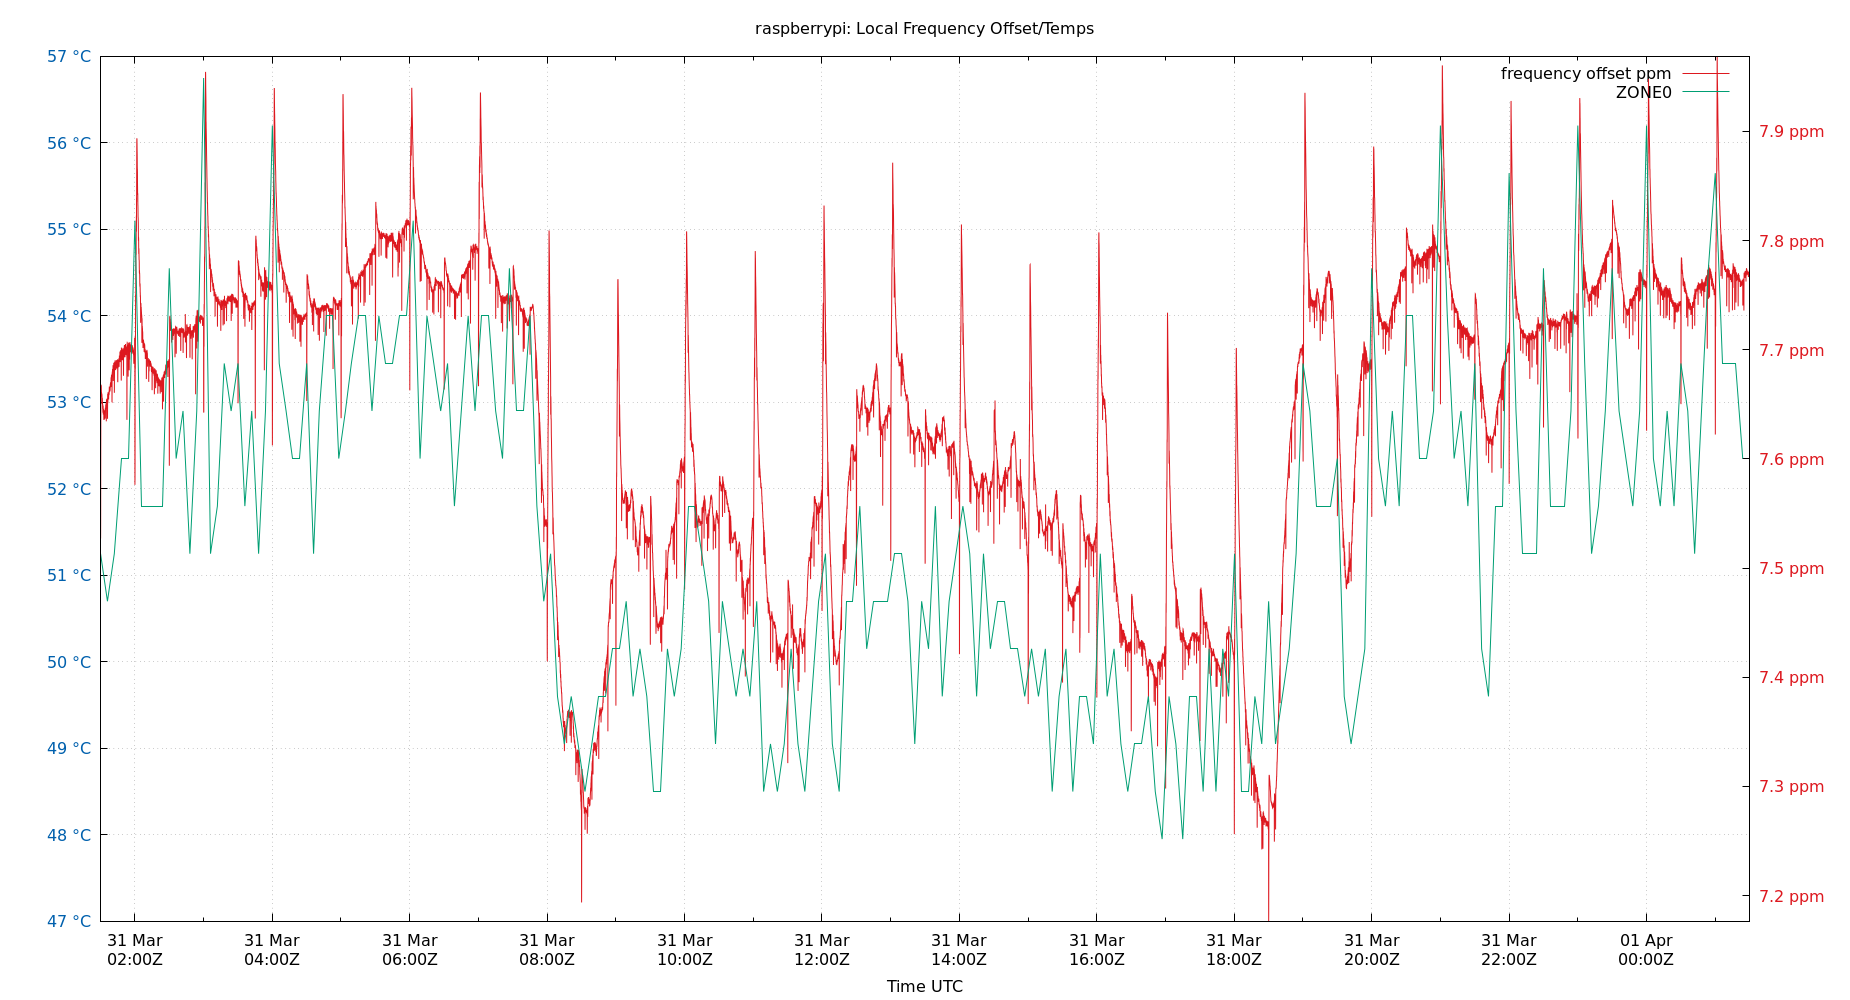 raspberrypi: Local Frequency Offset/Temps
57 °C
56 °C
55 °C
54 °C
53 °C
52 °C
51 °C
50 °C
49 °C
48 °C
47 °C
frequency offset ppm
ZONE0
7.9 ppm
7.8 ppm
7.7 ppm
7.6 ppm
7.5 ppm
7.4 ppm
7.3 ppm
7.2 ppm
31 Mar
02:00Z
31 Mar
04:00Z
31 Mar
06:00Z
31 Mar
08:00Z
31 Mar
10:00Z
31 Mar
12:00Z
31 Mar
14:00Z
31 Mar
16:00Z
31 Mar
18:00Z
31 Mar
20:00Z
31 Mar
22:00Z
01 Apr
00:00Z
Time UTC